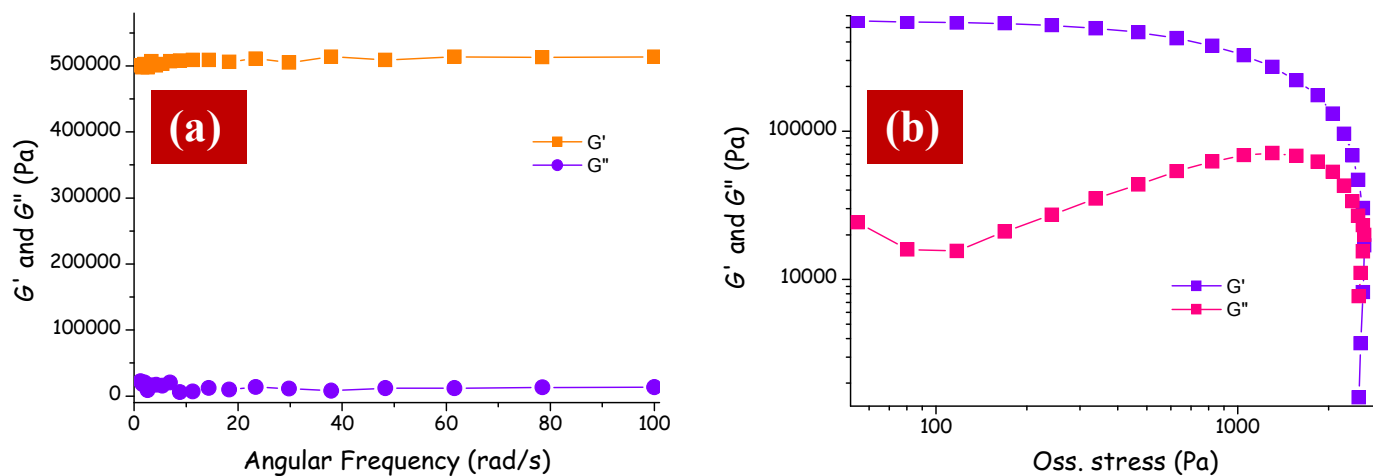 (a)
G' and G" (Pa)
500000
400000
300000
200000
100000
0
G'
G"
0 20 40 60 80 100
Angular Frequency (rad/s)
(b)
G' and G" (Pa)
100000
10000
G'
G"
100 1000
Oss. stress (Pa)